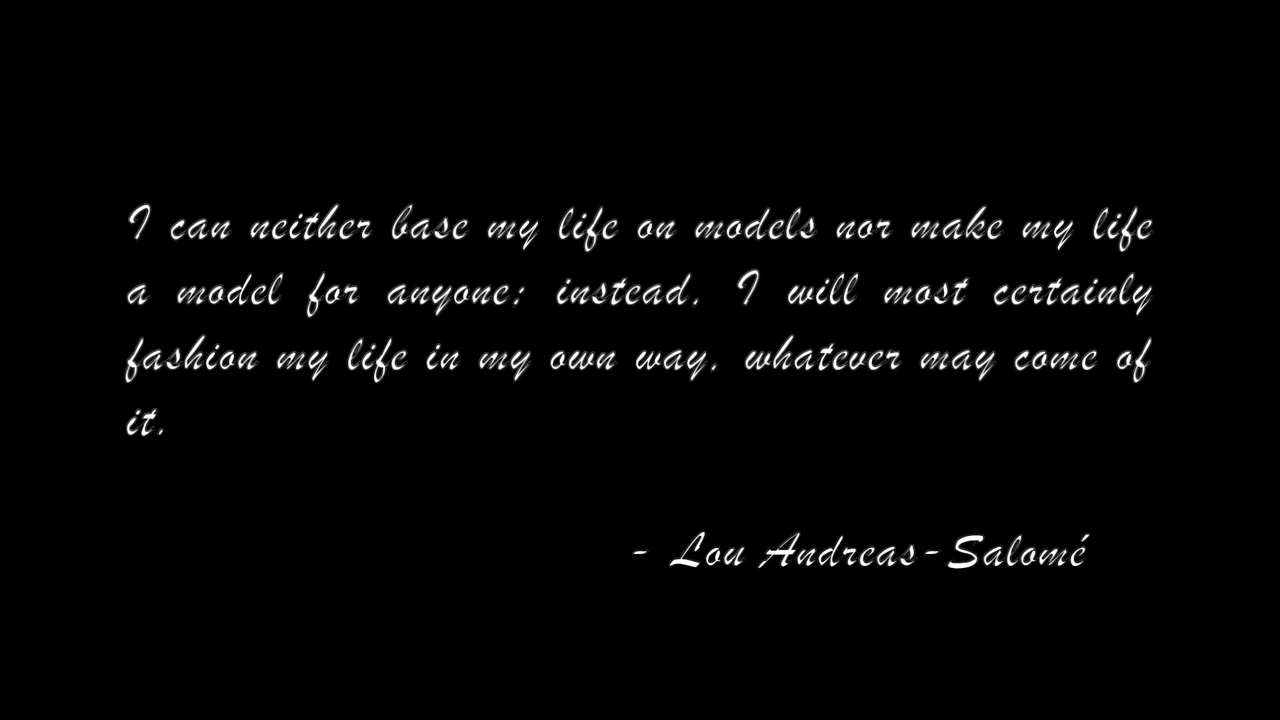 I can neither base my life on models nor make my life
a model for anyone; instead, I will most certainly
fashion my life in my own way, whatever may come of
it.
- Lou Andreas-Salomé